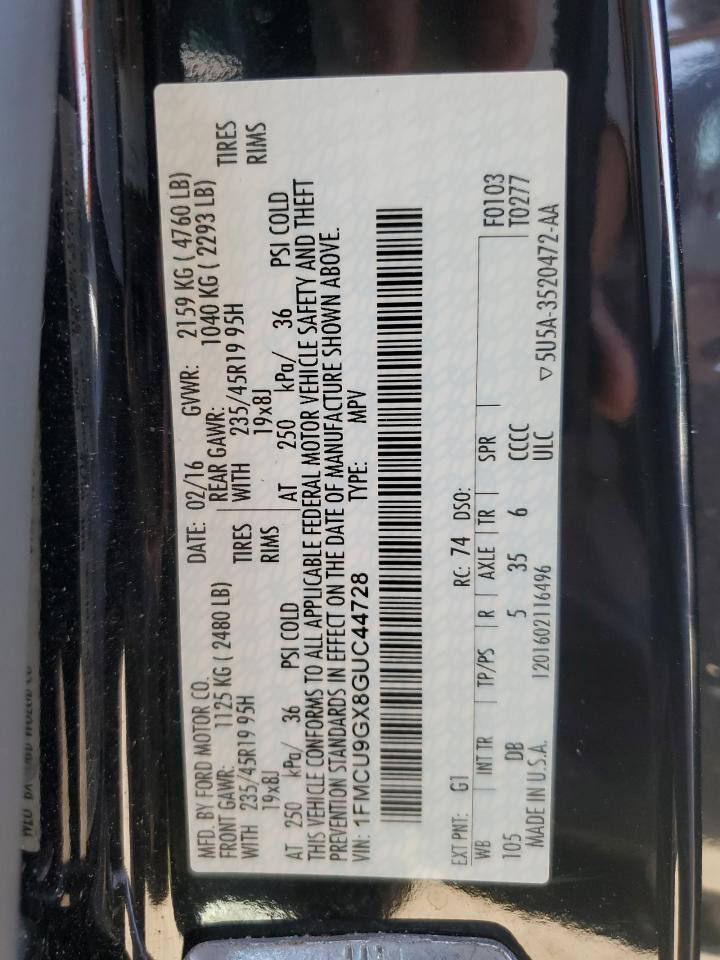 MFD. BY FORD MOTOR CO.
DATE: 02/16 GVWR: 2159 KG ( 4760 LB)
FRONT GAWR: 1125 KG ( 2480 LB)
REAR GAWR: 1040 KG ( 2293 LB)
WITH 235/45R19 95H TIRES
WITH 235/45R19 95H TIRES
19x8J RIMS
19x8J RIMS
AT 250 kPa/ 36 PSI COLD
AT 250 kPa/ 36 PSI COLD
THIS VEHICLE CONFORMS TO ALL APPLICABLE FEDERAL MOTOR VEHICLE SAFETY AND THEFT
PREVENTION STANDARDS IN EFFECT ON THE DATE OF MANUFACTURE SHOWN ABOVE.
VIN: 1FMCU9GX8GUC44728 TYPE: MPV
EXT PNT: G1 RC: 74 DSO:
WB INT TR TP/PS R AXLE TR SPR F0103
T0277
105 DB 5 35 6 CCCC
ULC
MADE IN U.S.A. 1201602116496 ▽5U5A-3520472-AA